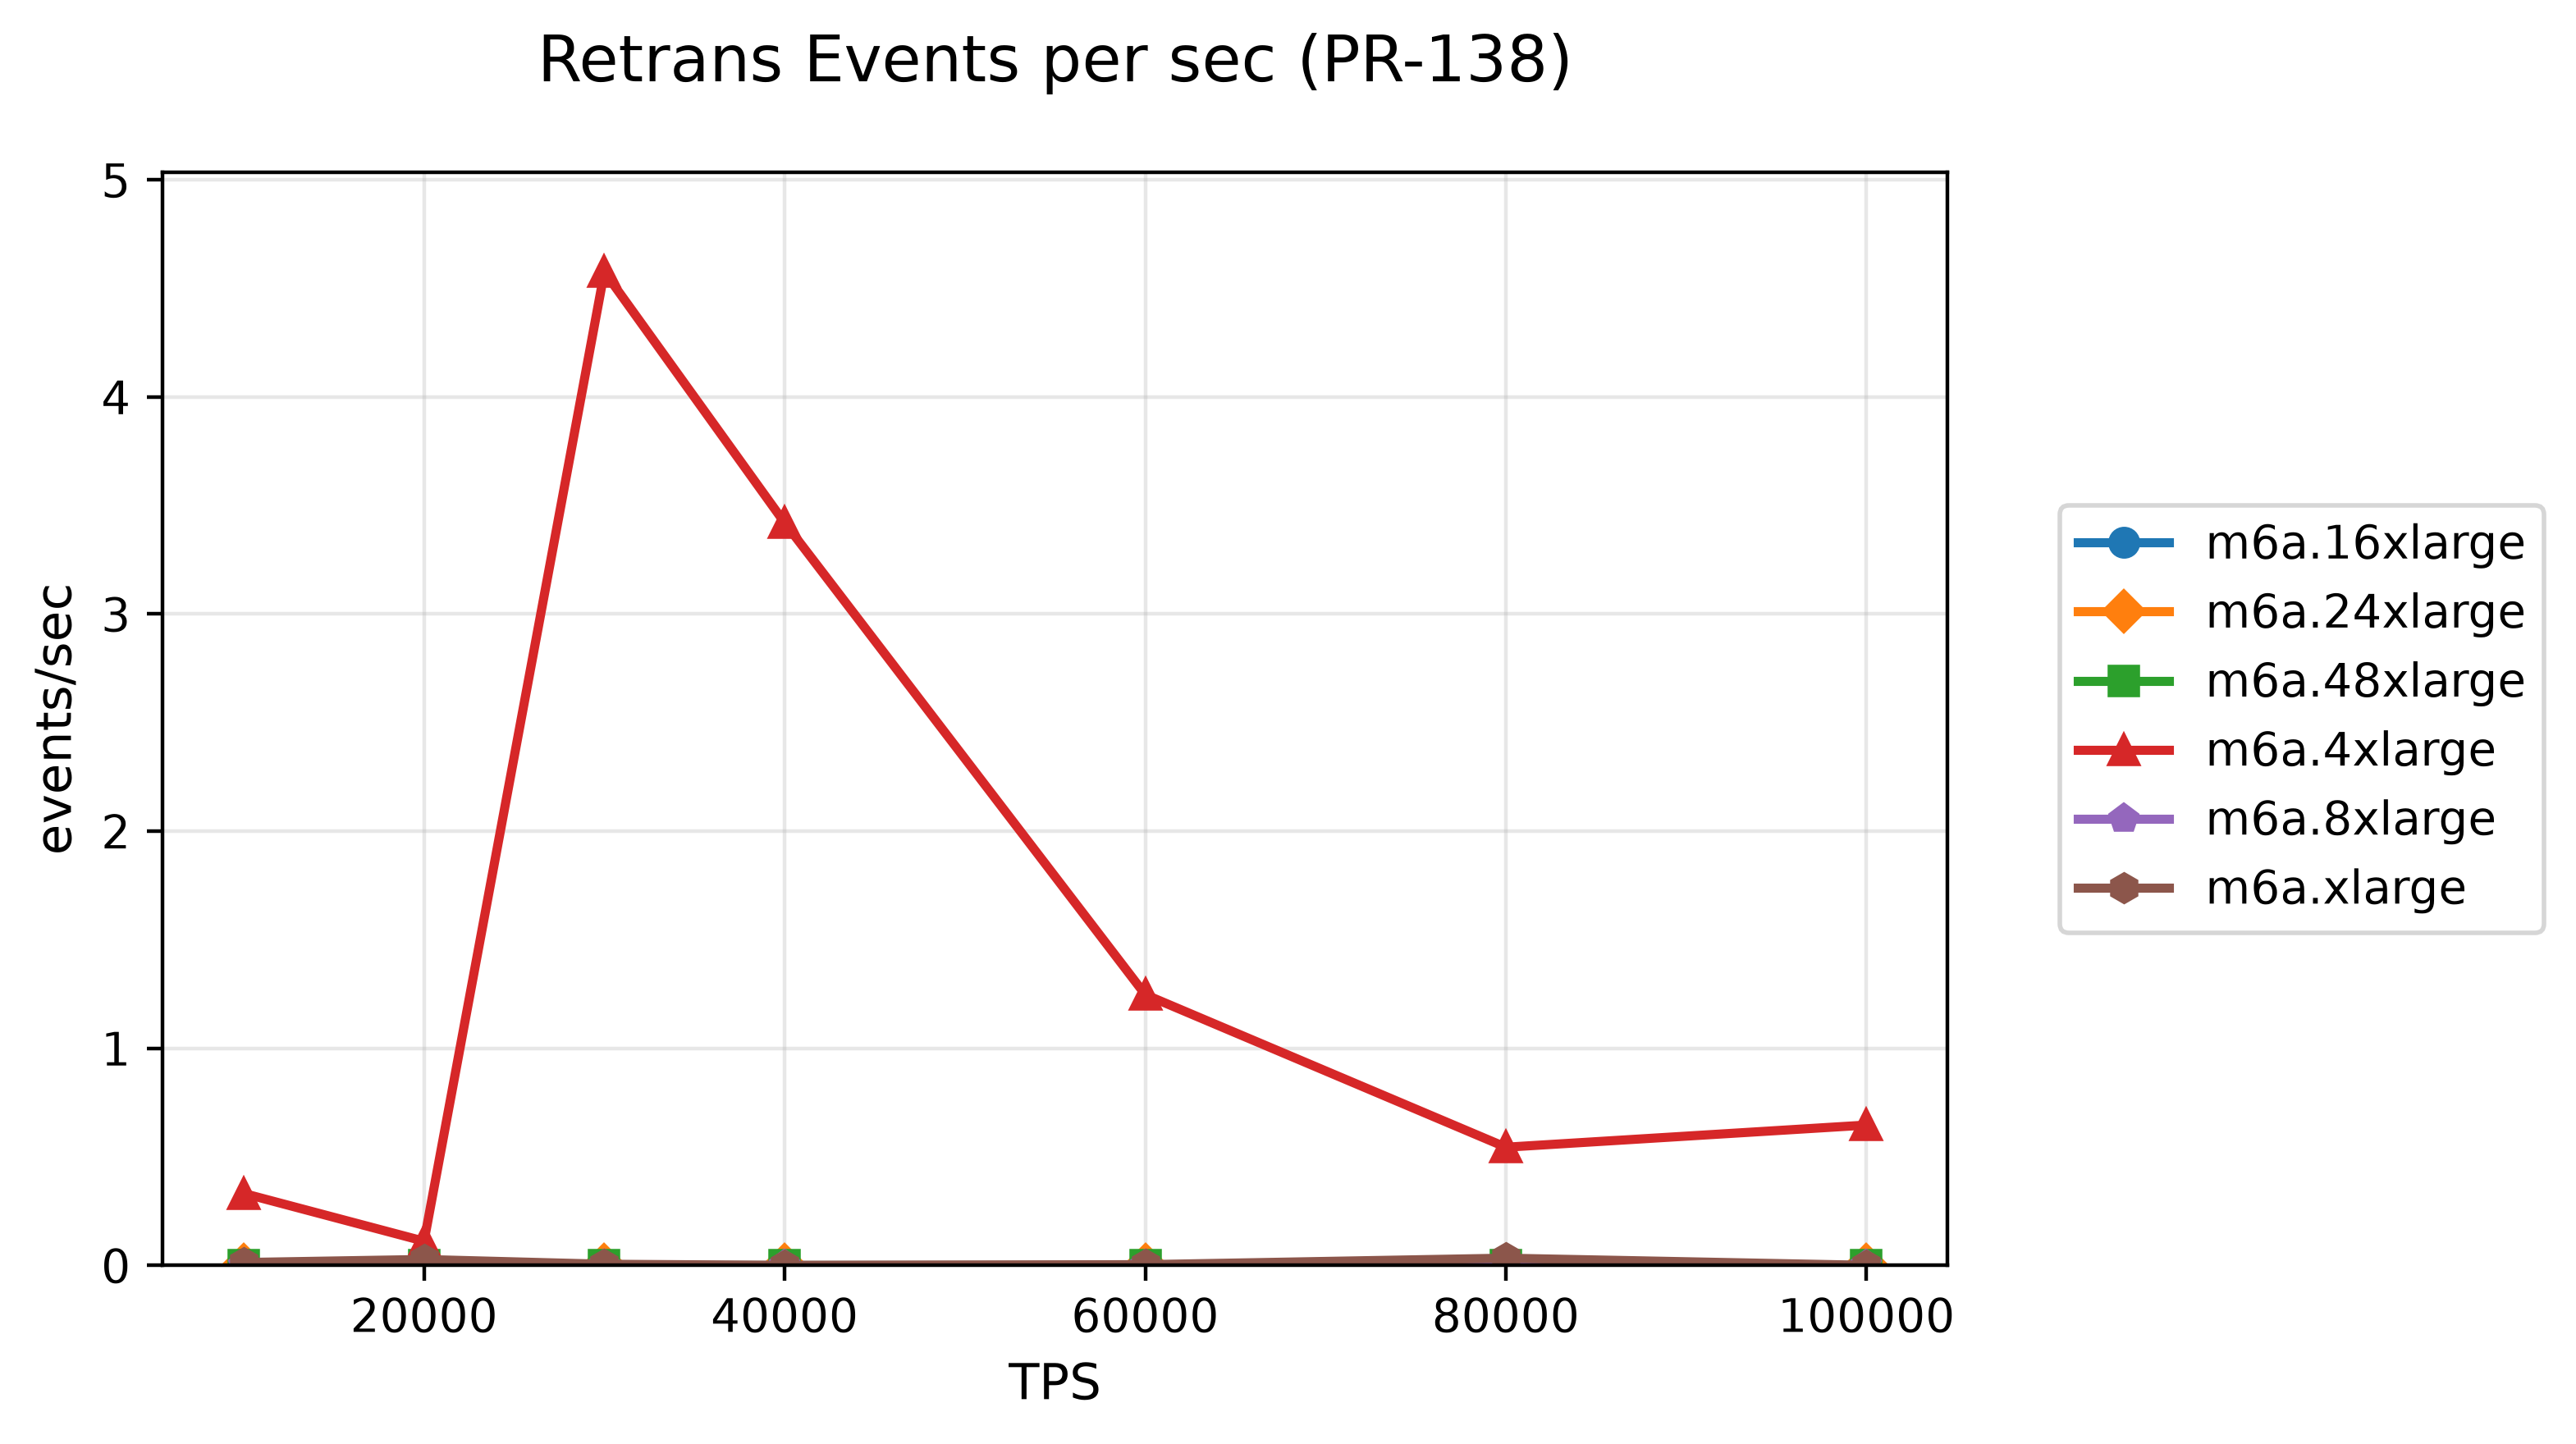 Retrans Events per sec (PR-138)
5
4
3
2
1
0
events/sec
20000 40000 60000 80000 100000
TPS
m6a.16xlarge
m6a.24xlarge
m6a.48xlarge
m6a.4xlarge
m6a.8xlarge
m6a.xlarge